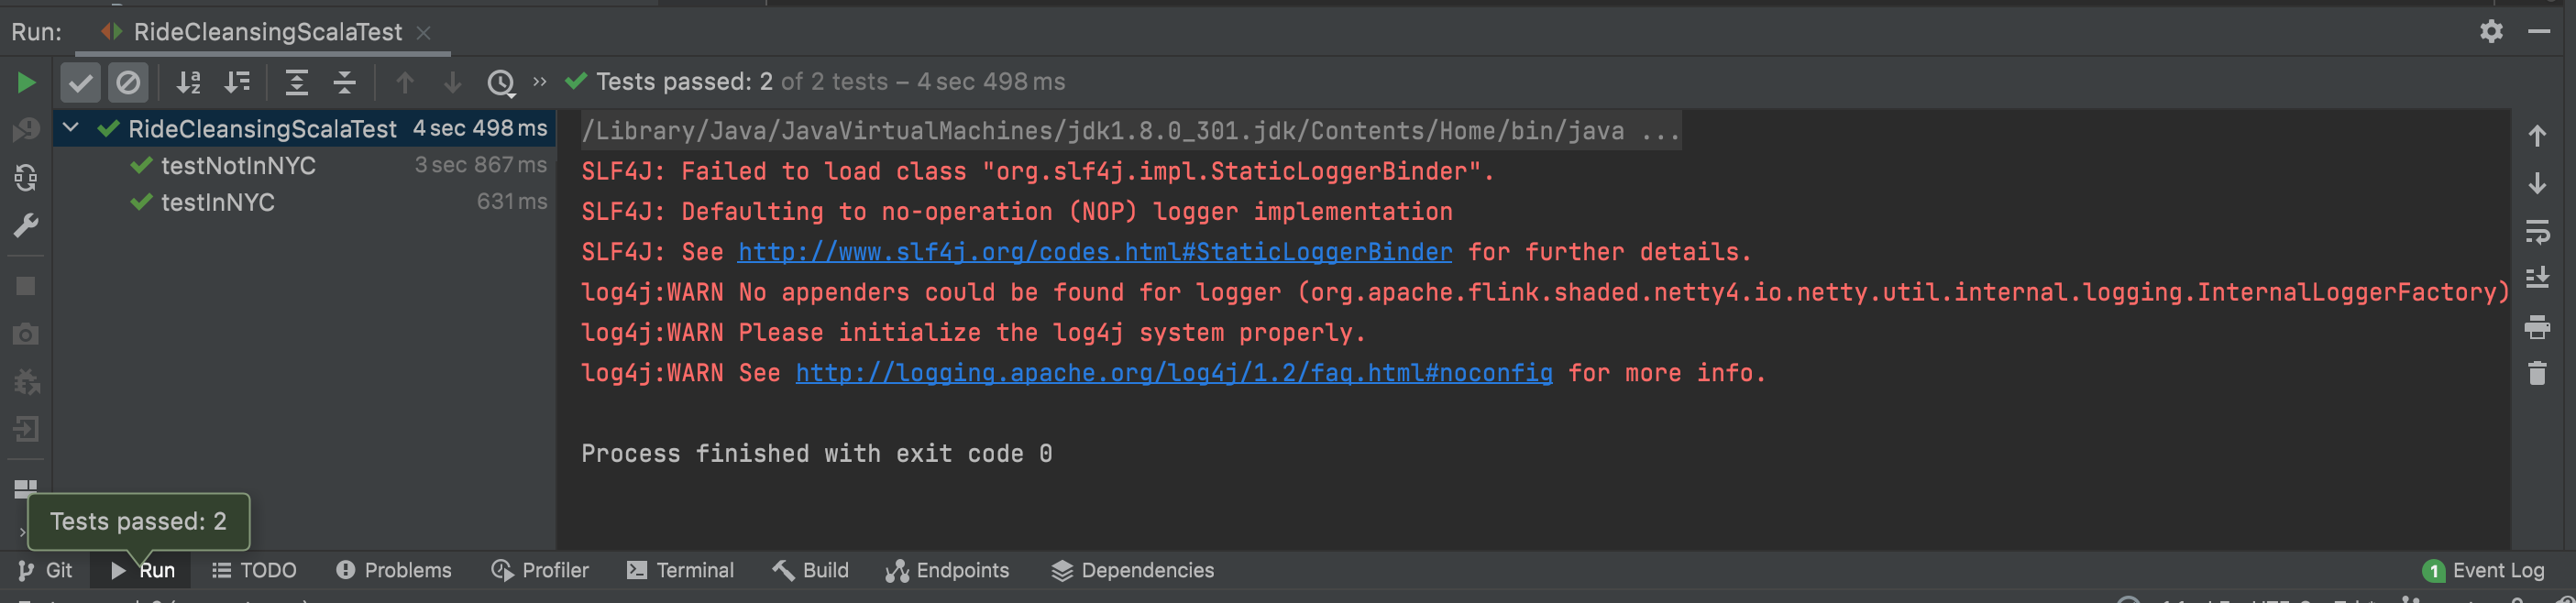 Run: RideCleansingScalaTest
Tests passed: 2 of 2 tests – 4 sec 498 ms
RideCleansingScalaTest 4 sec 498 ms
testNotInNYC 3 sec 867 ms
testInNYC 631 ms
/Library/Java/JavaVirtualMachines/jdk1.8.0_301.jdk/Contents/Home/bin/java ...
SLF4J: Failed to load class "org.slf4j.impl.StaticLoggerBinder".
SLF4J: Defaulting to no-operation (NOP) logger implementation
SLF4J: See http://www.slf4j.org/codes.html#StaticLoggerBinder for further details.
log4j:WARN No appenders could be found for logger (org.apache.flink.shaded.netty4.io.netty.util.internal.logging.InternalLoggerFactory)
log4j:WARN Please initialize the log4j system properly.
log4j:WARN See http://logging.apache.org/log4j/1.2/faq.html#noconfig for more info.
Process finished with exit code 0
Tests passed: 2
Git Run TODO Problems Profiler Terminal Build Endpoints Dependencies 1 Event Log